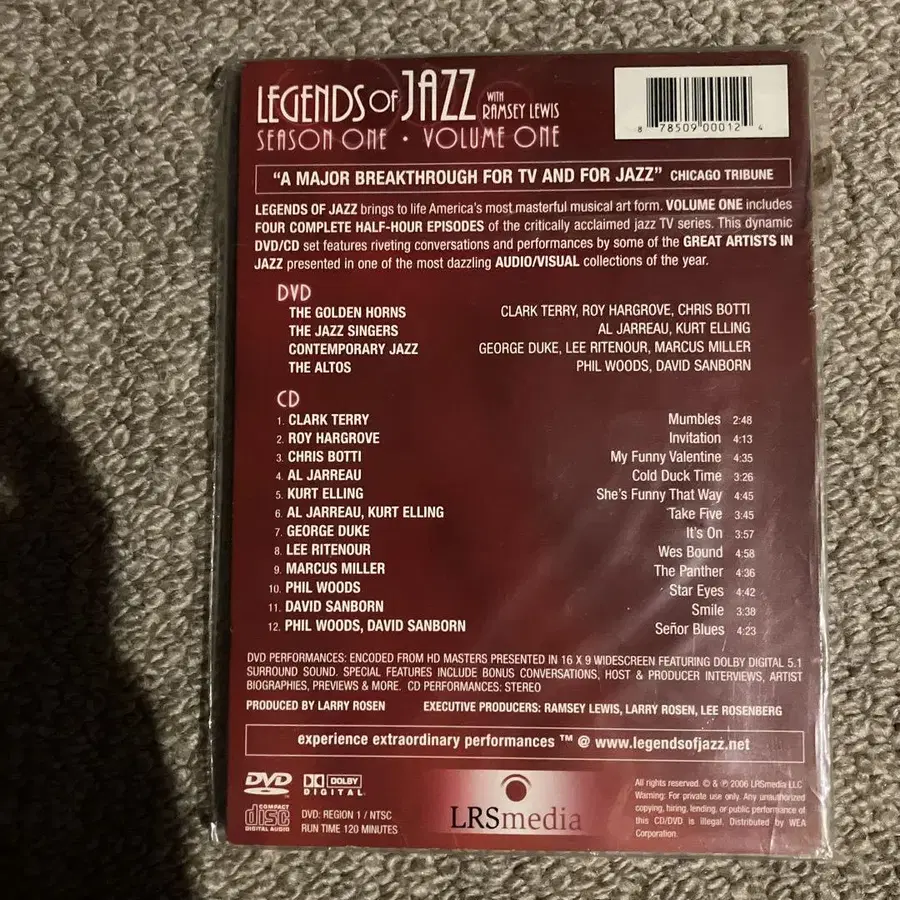 LEGENDS OF JAZZ WITH RAMSEY LEWIS
SEASON ONE • VOLUME ONE
8 78509 00012 4
“A MAJOR BREAKTHROUGH FOR TV AND FOR JAZZ” CHICAGO TRIBUNE
LEGENDS OF JAZZ brings to life America's most masterful musical art form. VOLUME ONE includes
FOUR COMPLETE HALF-HOUR EPISODES of the critically acclaimed jazz TV series. This dynamic
DVD/CD set features riveting conversations and performances by some of the GREAT ARTISTS IN
JAZZ presented in one of the most dazzling AUDIO/VISUAL collections of the year.
DVD
THE GOLDEN HORNS CLARK TERRY, ROY HARGROVE, CHRIS BOTTI
THE JAZZ SINGERS AL JARREAU, KURT ELLING
CONTEMPORARY JAZZ GEORGE DUKE, LEE RITENOUR, MARCUS MILLER
THE ALTOS PHIL WOODS, DAVID SANBORN
CD
1. CLARK TERRY Mumbles 2:48
2. ROY HARGROVE Invitation 4:13
3. CHRIS BOTTI My Funny Valentine 4:35
4. AL JARREAU Cold Duck Time 3:26
5. KURT ELLING She's Funny That Way 4:45
6. AL JARREAU, KURT ELLING Take Five 3:45
7. GEORGE DUKE It's On 3:57
8. LEE RITENOUR Wes Bound 4:58
9. MARCUS MILLER The Panther 4:36
10. PHIL WOODS Star Eyes 4:42
11. DAVID SANBORN Smile 3:38
12. PHIL WOODS, DAVID SANBORN Señor Blues 4:23
DVD PERFORMANCES: ENCODED FROM HD MASTERS PRESENTED IN 16 X 9 WIDESCREEN FEATURING DOLBY DIGITAL 5.1
SURROUND SOUND. SPECIAL FEATURES INCLUDE BONUS CONVERSATIONS, HOST & PRODUCER INTERVIEWS, ARTIST
BIOGRAPHIES, PREVIEWS & MORE. CD PERFORMANCES: STEREO
PRODUCED BY LARRY ROSEN EXECUTIVE PRODUCERS: RAMSEY LEWIS, LARRY ROSEN, LEE ROSENBERG
experience extraordinary performances ™ @ www.legendsofjazz.net
DVD
DOLBY
DIGITAL
COMPACT
disc
DIGITAL AUDIO
DVD: REGION 1 / NTSC
RUN TIME 120 MINUTES
LRSmedia
All rights reserved. © & ℗ 2006 LRSmedia LLC
Warning: For private use only. Any unauthorized
copying, hiring, lending, or public performance of
this CD/DVD is illegal. Distributed by WEA
Corporation.